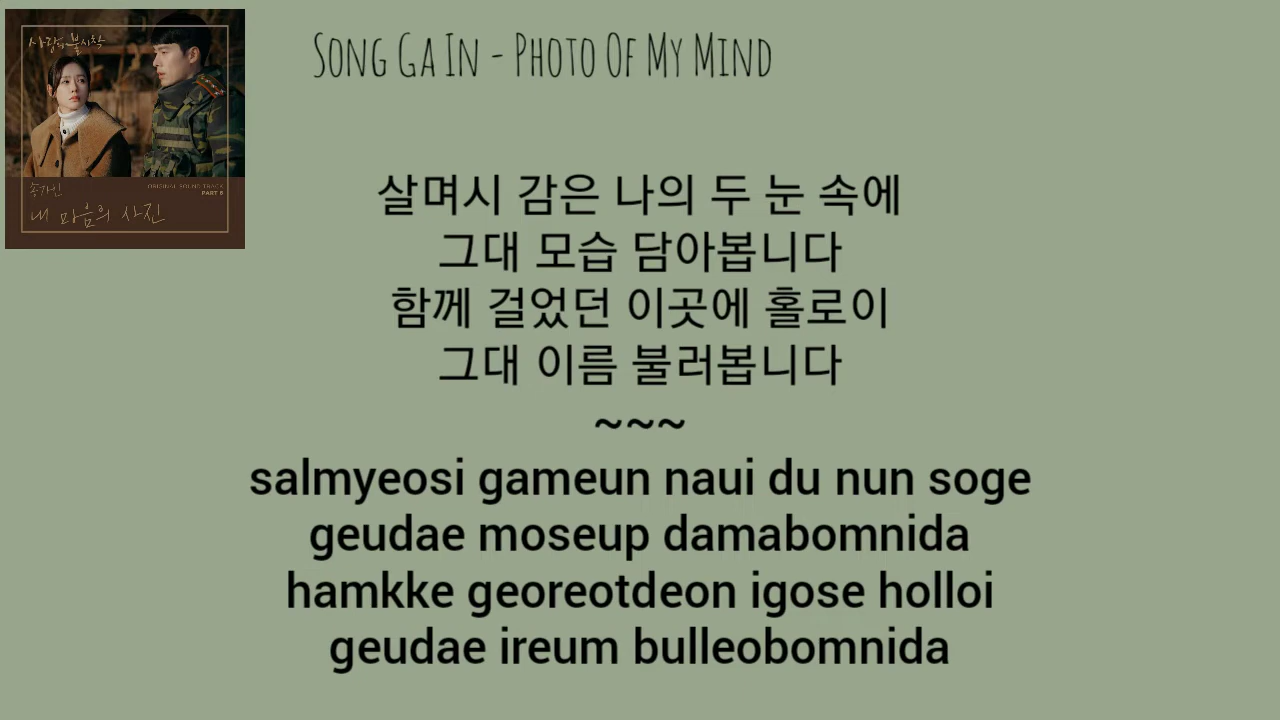 사랑의 불시착
송가인
ORIGINAL SOUND TRACK
PART 8
내 마음의 사진
Song Ga In - Photo Of My Mind
살며시 감은 나의 두 눈 속에
그대 모습 담아봅니다
함께 걸었던 이곳에 홀로이
그대 이름 불러봅니다
~~~
salmyeosi gameun naui du nun soge
geudae moseup damabomnida
hamkke georeotdeon igose holloi
geudae ireum bulleobomnida